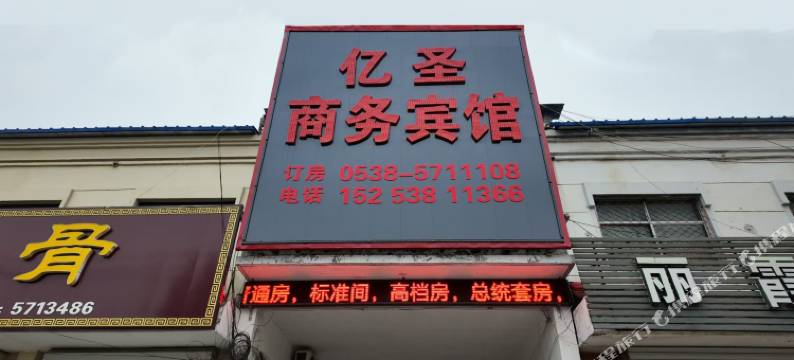 亿圣
商务宾馆
订房 0538-5711108
电话 152 538 11366
通房，标准间，高档房，总统套房，
骨
: 5713486
丽霞